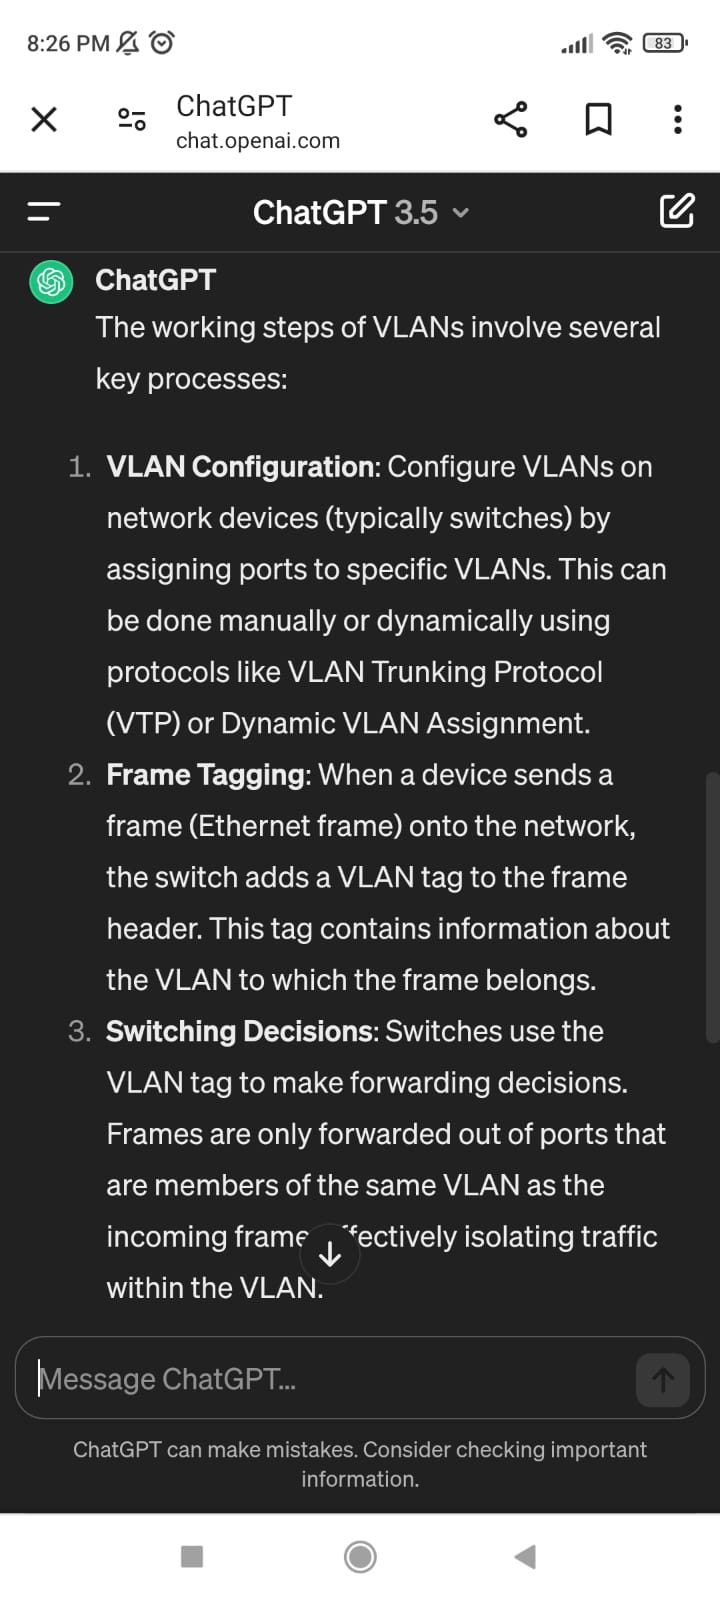 8:26 PM
83
ChatGPT
chat.openai.com
ChatGPT 3.5
ChatGPT
The working steps of VLANs involve several
key processes:
1. VLAN Configuration: Configure VLANs on
network devices (typically switches) by
assigning ports to specific VLANs. This can
be done manually or dynamically using
protocols like VLAN Trunking Protocol
(VTP) or Dynamic VLAN Assignment.
2. Frame Tagging: When a device sends a
frame (Ethernet frame) onto the network,
the switch adds a VLAN tag to the frame
header. This tag contains information about
the VLAN to which the frame belongs.
3. Switching Decisions: Switches use the
VLAN tag to make forwarding decisions.
Frames are only forwarded out of ports that
are members of the same VLAN as the
incoming frame, effectively isolating traffic
within the VLAN.
Message ChatGPT...
ChatGPT can make mistakes. Consider checking important
information.